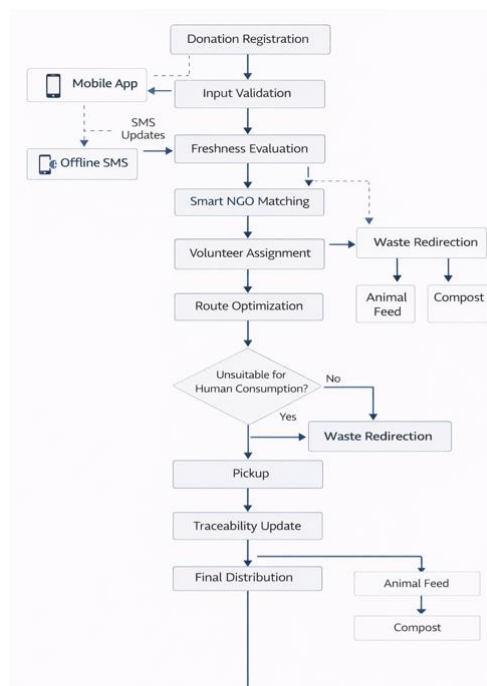 Donation Registration
Mobile App
Input Validation
SMS
Updates
Freshness Evaluation
Offline SMS
Smart NGO Matching
Waste Redirection
Volunteer Assignment
Animal
Feed
Compost
Route Optimization
Unsuitable for
Human Consumption?
No
Yes
Waste Redirection
Pickup
Traceability Update
Final Distribution
Animal Feed
Compost